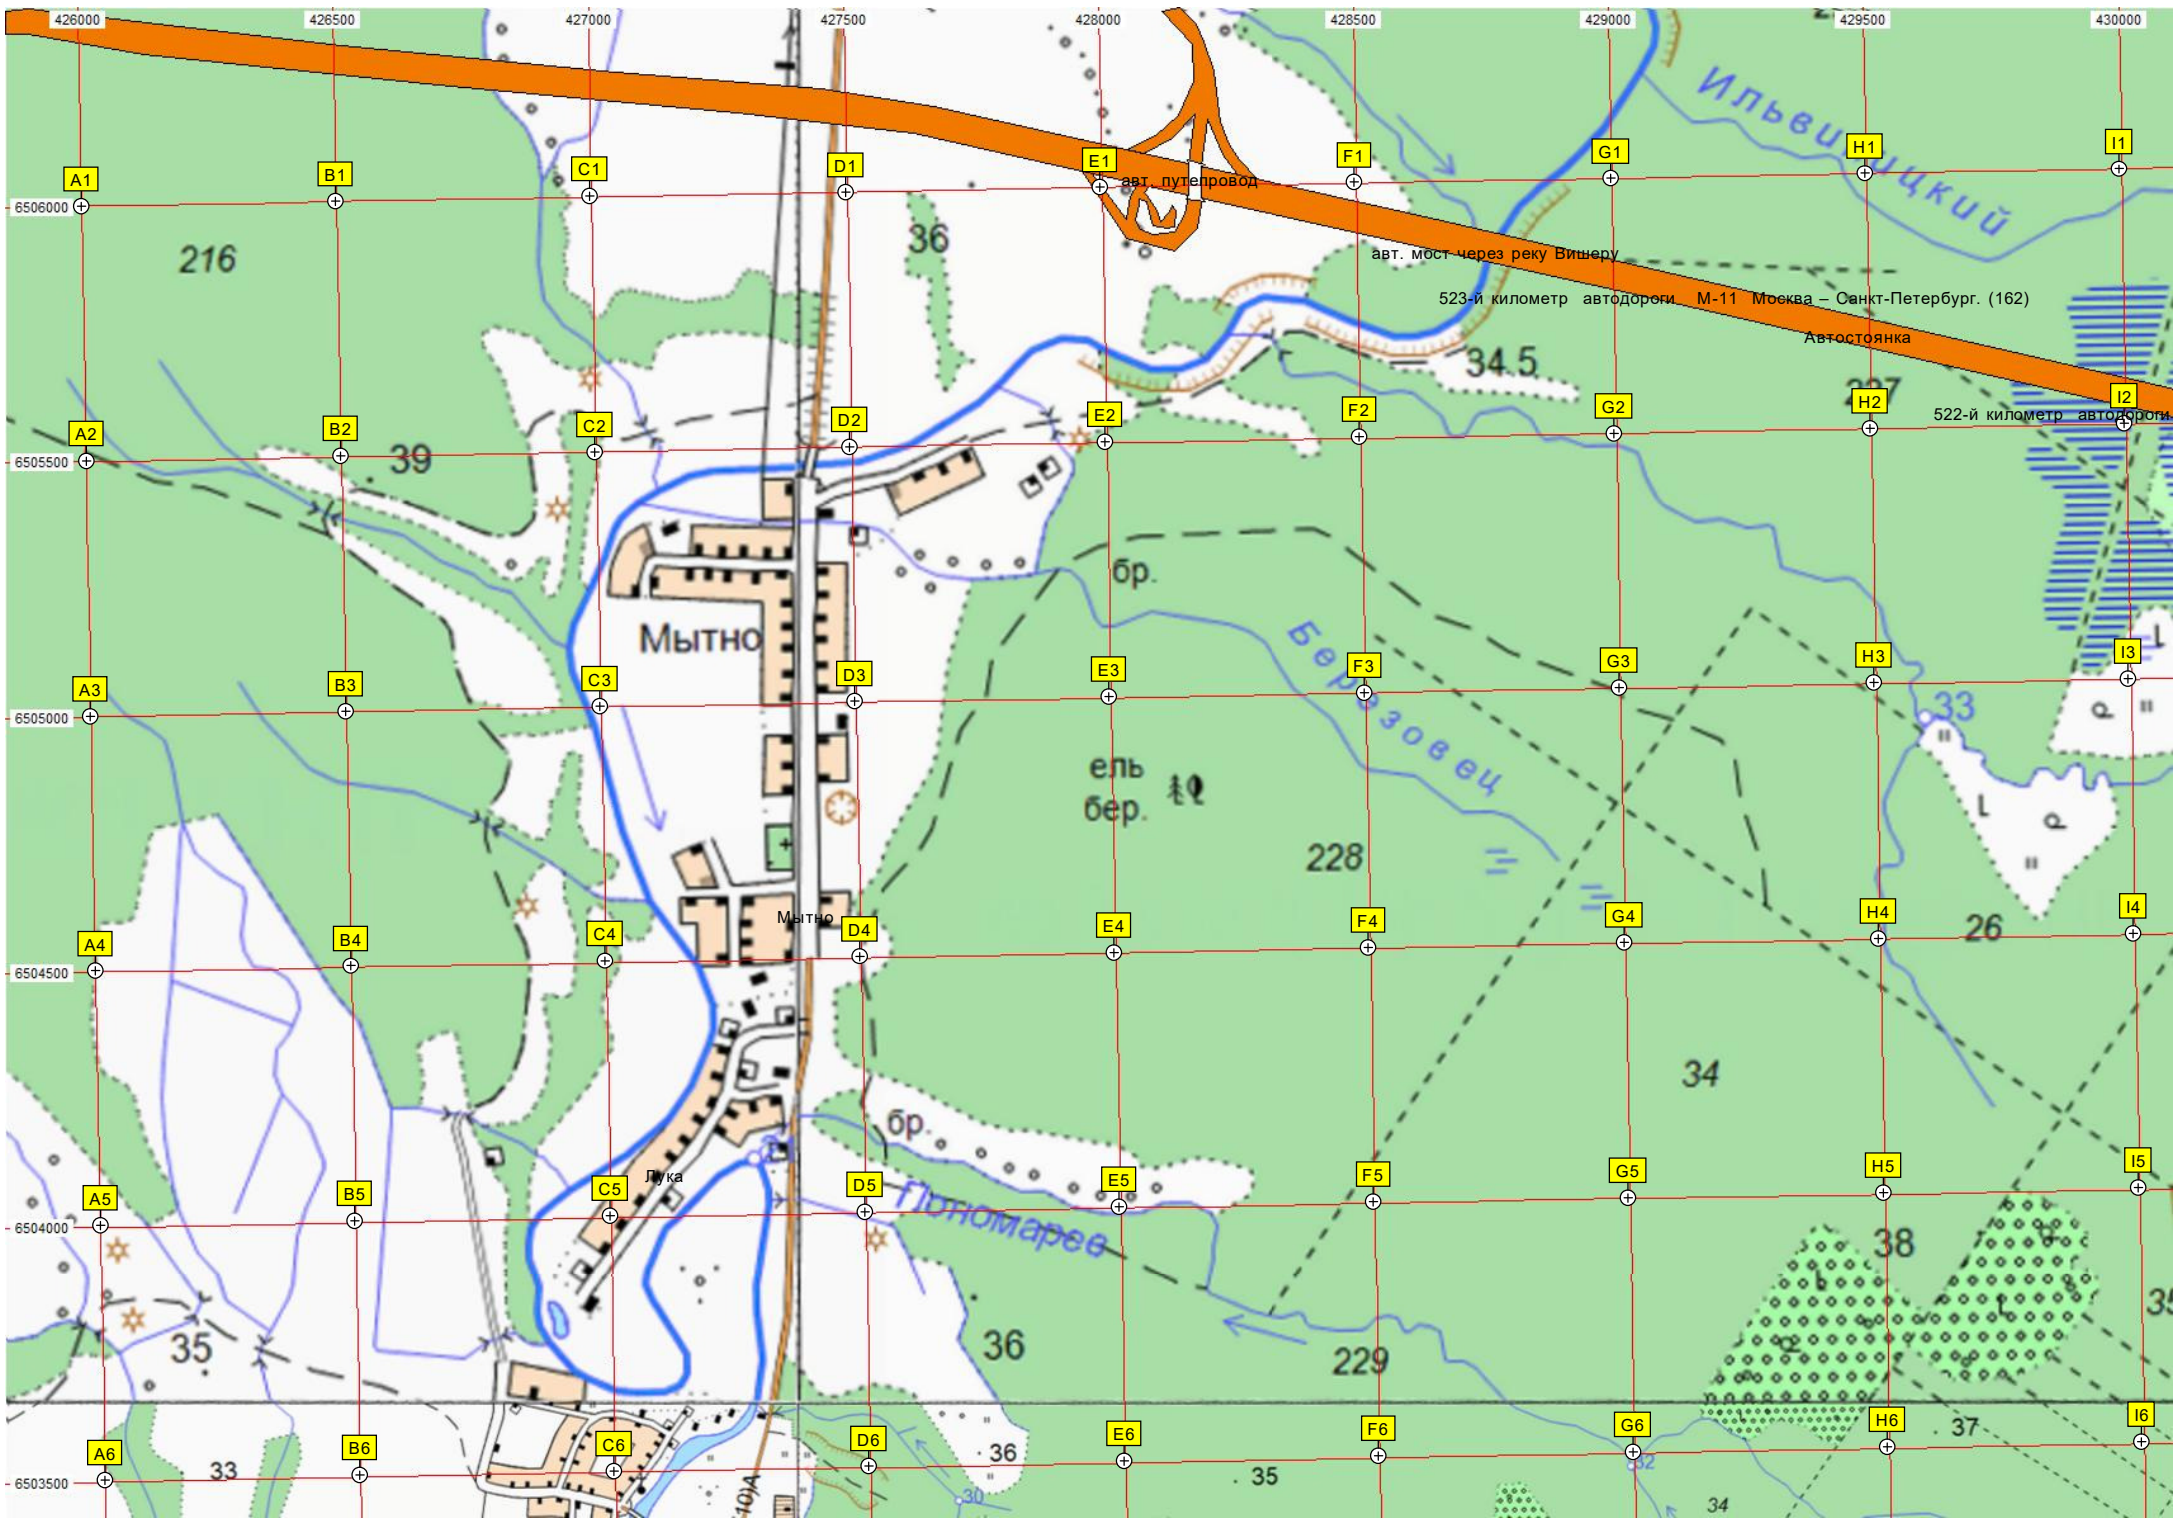 426000 426500 427000 427500 428000 428500 429000 429500 430000
Ильвиницкий
A1 B1 C1 D1 E1 F1 G1 H1 I1
авт. путепровод
6506000
216
36
авт. мост через реку Вишеру
523-й километр автодороги М-11 Москва – Санкт-Петербург. (162)
Автостоянка
34.5
227
522-й километр автодороги
A2 B2 C2 D2 E2 F2 G2 H2 I2
6505500
39
бр.
Мытно
Березовец
A3 B3 C3 D3 E3 F3 G3 H3 I3
6505000
33
ель
бер.
228
Мытно
26
A4 B4 C4 D4 E4 F4 G4 H4 I4
6504500
34
бр.
Лука
A5 B5 C5 D5 E5 F5 G5 H5 I5
6504000
Пономарев
38
35
36
229
A6 B6 C6 D6 E6 F6 G6 H6 I6
37
33
36
35
32
6503500
30
34